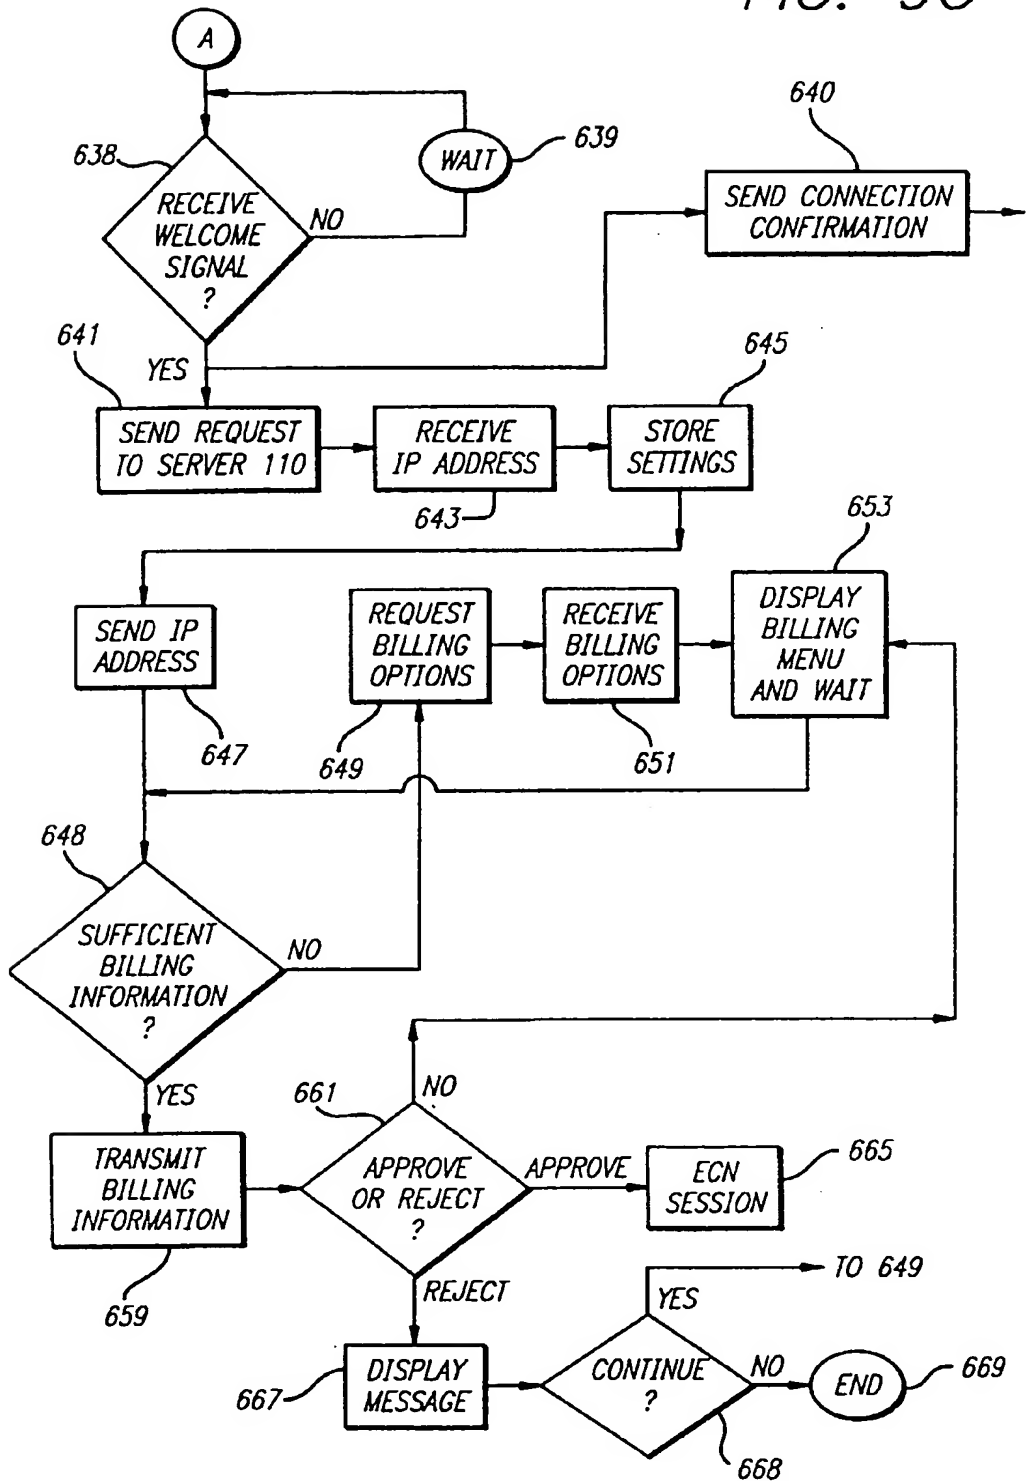 A
640
638
WAIT
639
SEND CONNECTION
CONFIRMATION
RECEIVE
WELCOME
SIGNAL
?
NO
641
YES
645
SEND REQUEST
TO SERVER 110
RECEIVE
IP ADDRESS
STORE
SETTINGS
643
653
SEND IP
ADDRESS
REQUEST
BILLING
OPTIONS
RECEIVE
BILLING
OPTIONS
DISPLAY
BILLING
MENU
AND WAIT
647
649
651
648
SUFFICIENT
BILLING
INFORMATION
?
NO
YES
661
NO
TRANSMIT
BILLING
INFORMATION
APPROVE
OR REJECT
?
APPROVE
ECN
SESSION
665
659
REJECT
TO 649
YES
667
DISPLAY
MESSAGE
CONTINUE
?
NO
END
669
668